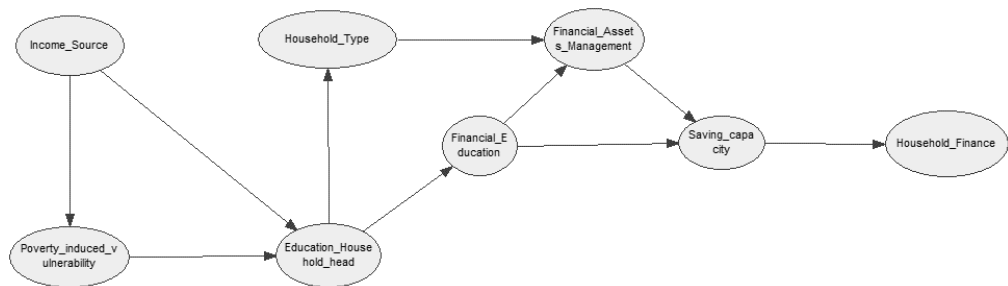 Income_Source
Household_Type
Financial_Asset
s_Management
Financial_E
ducation
Saving_capa
city
Household_Finance
Poverty_induced_v
ulnerability
Education_House
hold_head